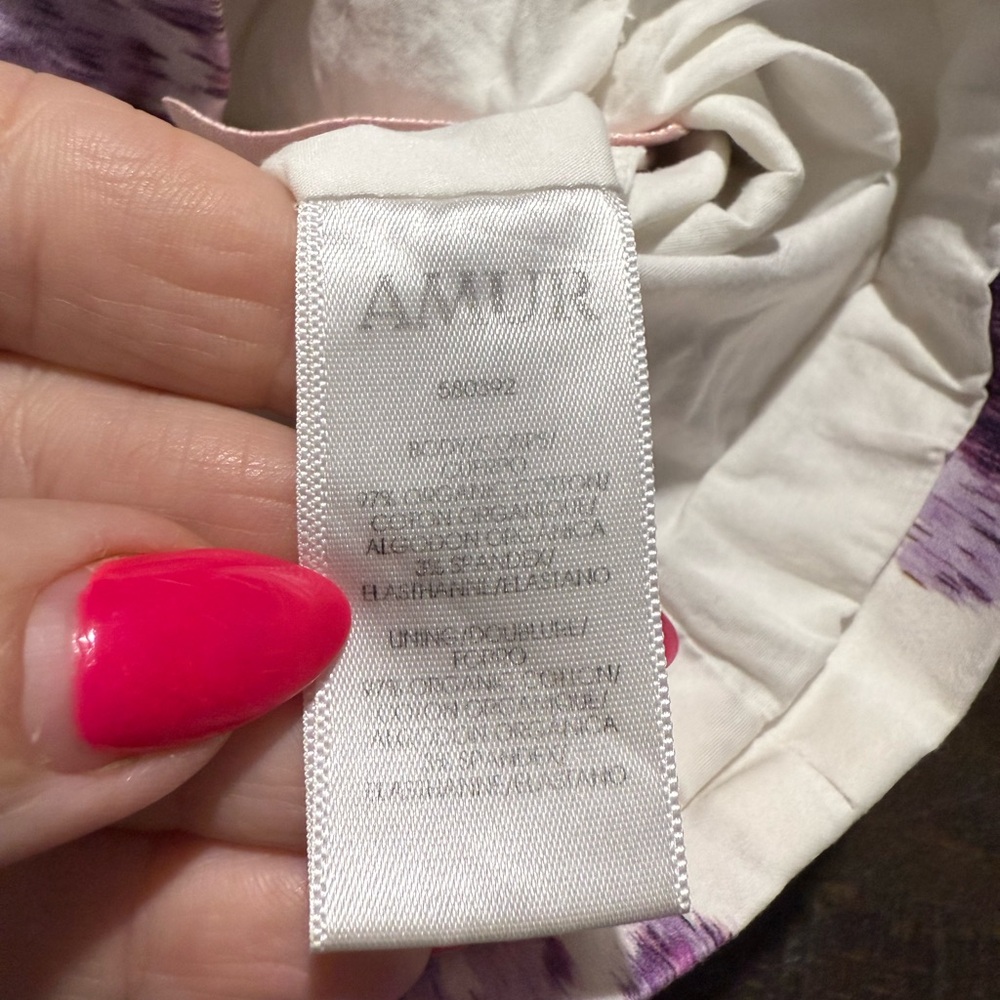 AMUR
580392
BODY/CORPS/
CUERPO
97% ORGANIC COTTON/
COTON ORGANIQUE/
ALGODON ORGANICA
3% SPANDEX/
ELASTHANNE/ELASTANO
LINING/DOUBLURE/
FORRO
97% ORGANIC COTTON/
COTON ORGANIQUE/
ALGODON ORGANICA
3% SPANDEX/
ELASTHANNE/ELASTANO